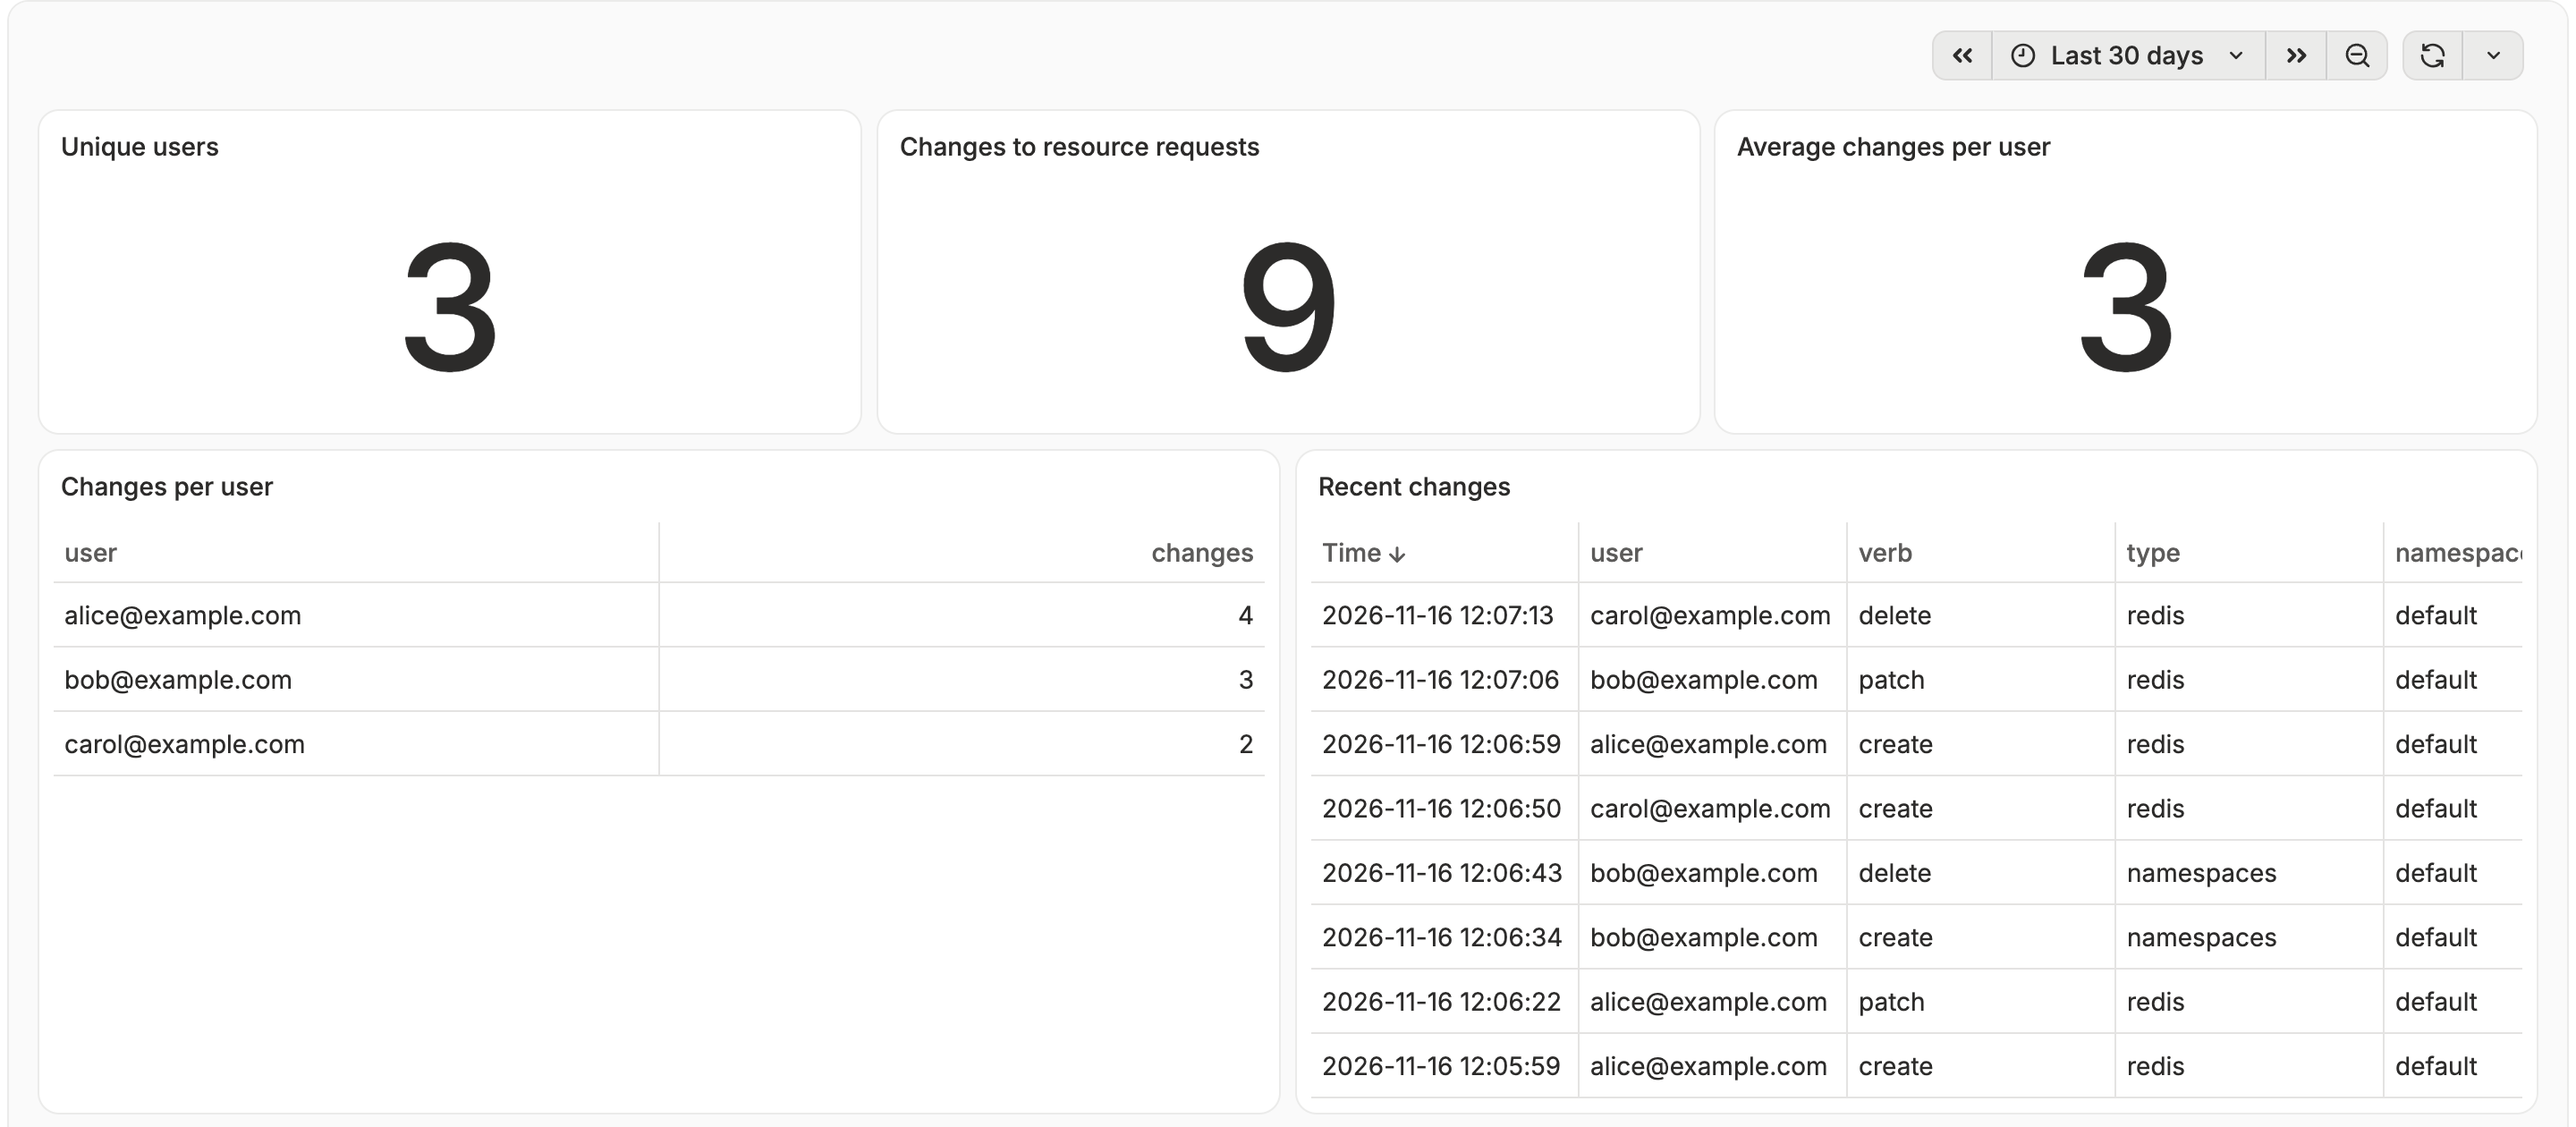 Last 30 days
Unique users
3
Changes to resource requests
9
Average changes per user
3
Changes per user
user changes
alice@example.com 4
bob@example.com 3
carol@example.com 2
Recent changes
Time user verb type namespac
2026-11-16 12:07:13 carol@example.com delete redis default
2026-11-16 12:07:06 bob@example.com patch redis default
2026-11-16 12:06:59 alice@example.com create redis default
2026-11-16 12:06:50 carol@example.com create redis default
2026-11-16 12:06:43 bob@example.com delete namespaces default
2026-11-16 12:06:34 bob@example.com create namespaces default
2026-11-16 12:06:22 alice@example.com patch redis default
2026-11-16 12:05:59 alice@example.com create redis default